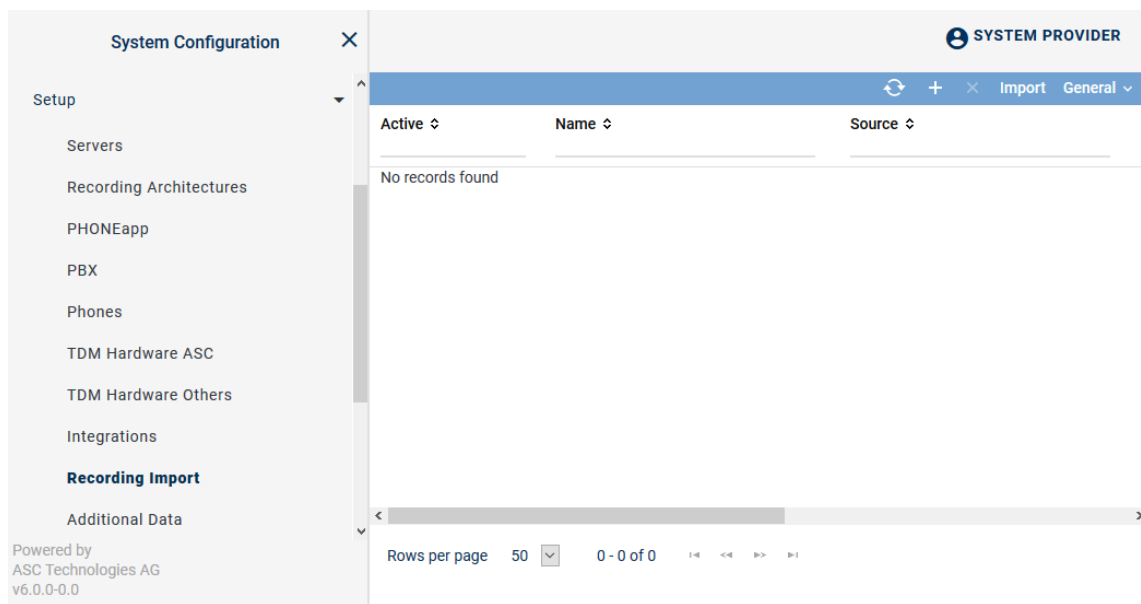 System Configuration
SYSTEM PROVIDER
Import General
Setup
Active Name Source
Servers
No records found
Recording Architectures
PHONEapp
PBX
Phones
TDM Hardware ASC
TDM Hardware Others
Integrations
Recording Import
Additional Data
Rows per page 50 0 - 0 of 0
Powered by
ASC Technologies AG
v6.0.0-0.0